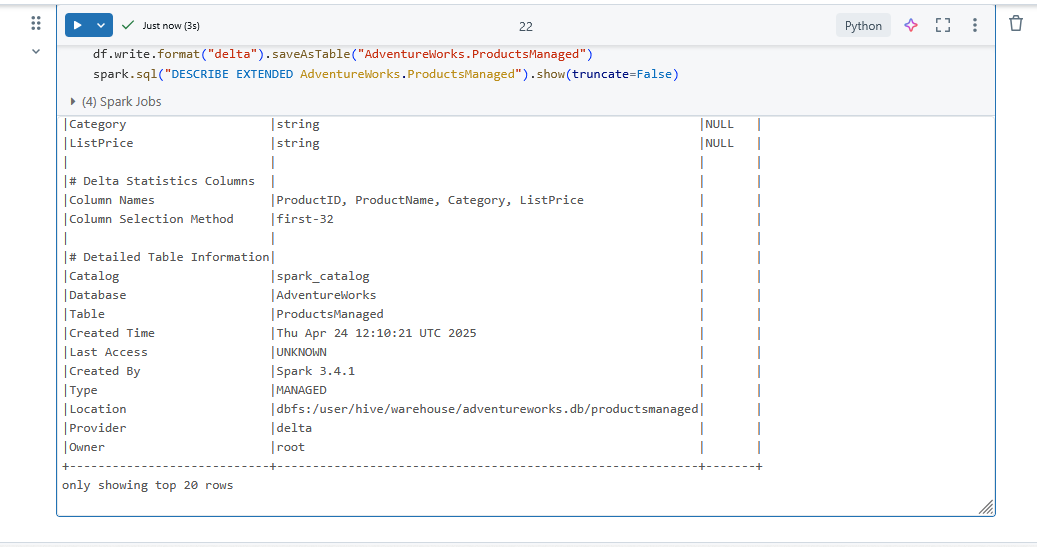 Just now (3s)
22
Python
df.write.format("delta").saveAsTable("AdventureWorks.ProductsManaged")
spark.sql("DESCRIBE EXTENDED AdventureWorks.ProductsManaged").show(truncate=False)
(4) Spark Jobs
|Category                    |string                                                     |NULL   |
|ListPrice                   |string                                                     |NULL   |
|                            |                                                           |       |
|# Delta Statistics Columns  |                                                           |       |
|Column Names                |ProductID, ProductName, Category, ListPrice                |       |
|Column Selection Method     |first-32                                                   |       |
|                            |                                                           |       |
|# Detailed Table Information|                                                           |       |
|Catalog                     |spark_catalog                                              |       |
|Database                    |AdventureWorks                                             |       |
|Table                       |ProductsManaged                                            |       |
|Created Time                |Thu Apr 24 12:10:21 UTC 2025                               |       |
|Last Access                 |UNKNOWN                                                    |       |
|Created By                  |Spark 3.4.1                                                |       |
|Type                        |MANAGED                                                    |       |
|Location                    |dbfs:/user/hive/warehouse/adventureworks.db/productsmanaged|       |
|Provider                    |delta                                                      |       |
|Owner                       |root                                                       |       |
+----------------------------+-----------------------------------------------------------+-------+
only showing top 20 rows